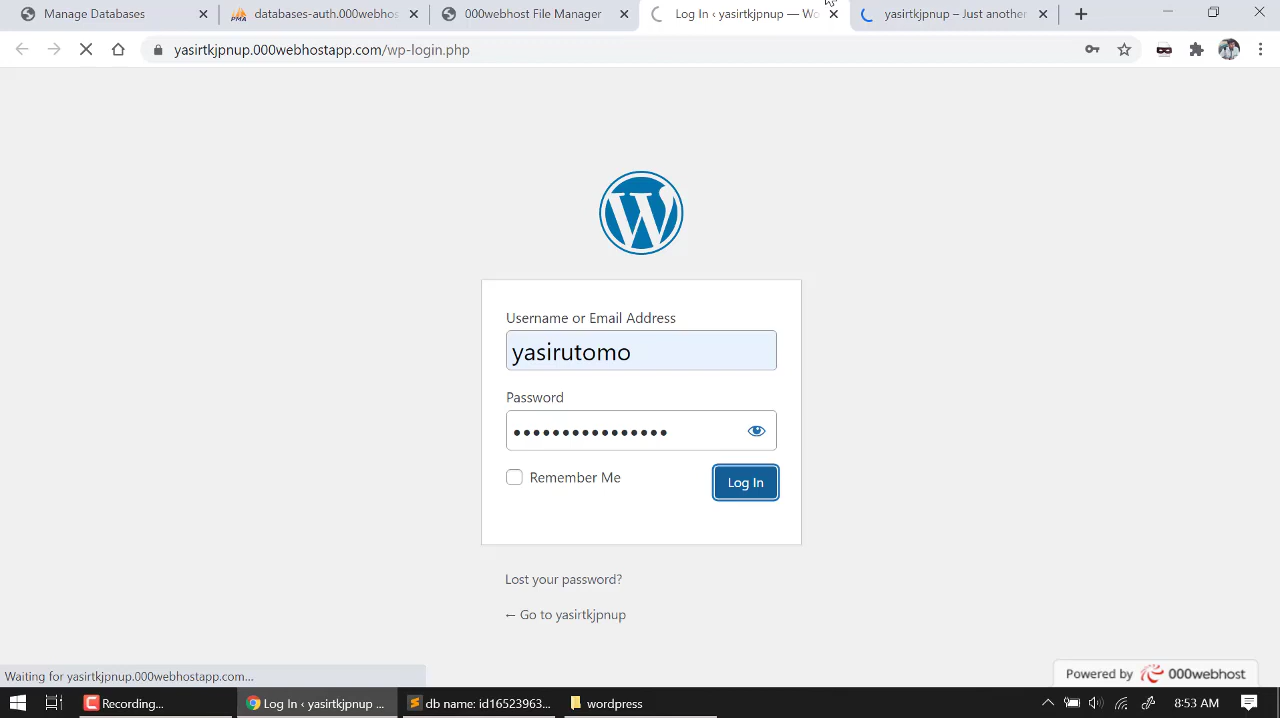 Manage Databases
databases-auth.000webhos
000webhost File Manager
Log In ‹ yasirtkjpnup — Wo
yasirtkjpnup – Just another
yasirtkjpnup.000webhostapp.com/wp-login.php
Username or Email Address
yasirutomo
Password
Remember Me
Log In
Lost your password?
← Go to yasirtkjpnup
Waiting for yasirtkjpnup.000webhostapp.com...
Powered by 000webhost
Recording...
Log In ‹ yasirtkjpnup ...
db name: id16523963...
wordpress
8:53 AM